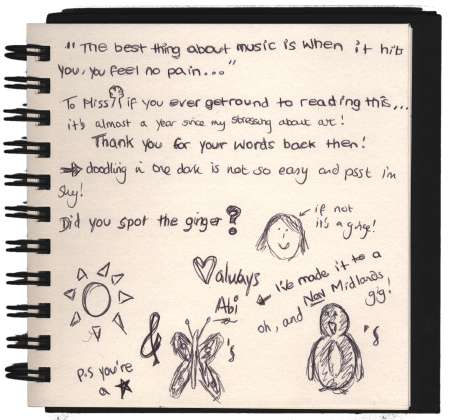 "The best thing about music is when it hits
you, you feel no pain..."
To Miss if you ever get round to reading this...
it's almost a year since my stressing about art!
Thank you for your words back then!
doodling in the dark is not so easy and psst i'm
shy!
Did you spot the ginger?
if not
it's a ginge!
always
Abi
I've made it to a
Non Midlands
gig!
oh, and
's
's
P.S you're
a